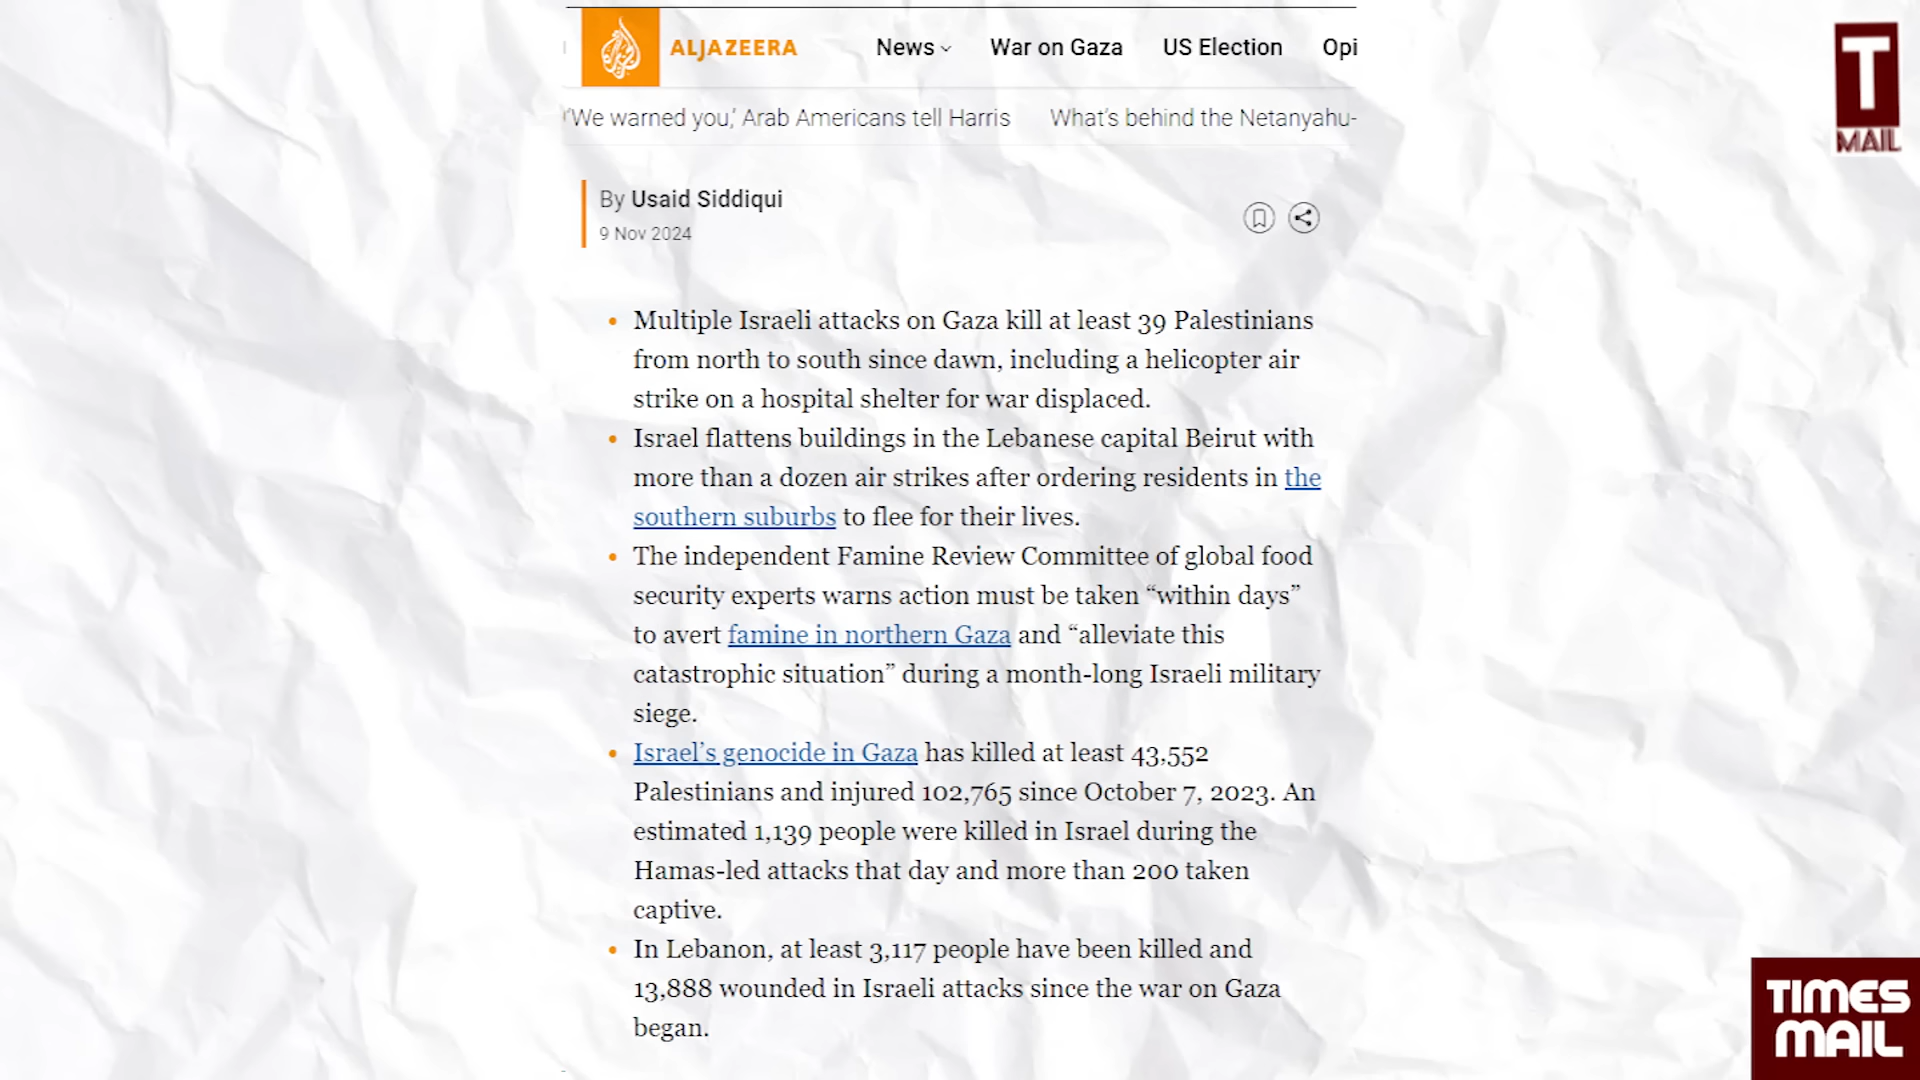 ALJAZEERA News War on Gaza US Election Opi
'We warned you,' Arab Americans tell Harris What's behind the Netanyahu-
By Usaid Siddiqui
9 Nov 2024
• Multiple Israeli attacks on Gaza kill at least 39 Palestinians
from north to south since dawn, including a helicopter air
strike on a hospital shelter for war displaced.
• Israel flattens buildings in the Lebanese capital Beirut with
more than a dozen air strikes after ordering residents in the
southern suburbs to flee for their lives.
• The independent Famine Review Committee of global food
security experts warns action must be taken “within days”
to avert famine in northern Gaza and “alleviate this
catastrophic situation” during a month-long Israeli military
siege.
• Israel’s genocide in Gaza has killed at least 43,552
Palestinians and injured 102,765 since October 7, 2023. An
estimated 1,139 people were killed in Israel during the
Hamas-led attacks that day and more than 200 taken
captive.
• In Lebanon, at least 3,117 people have been killed and
13,888 wounded in Israeli attacks since the war on Gaza
began.
T
MAIL
TIMES
MAIL